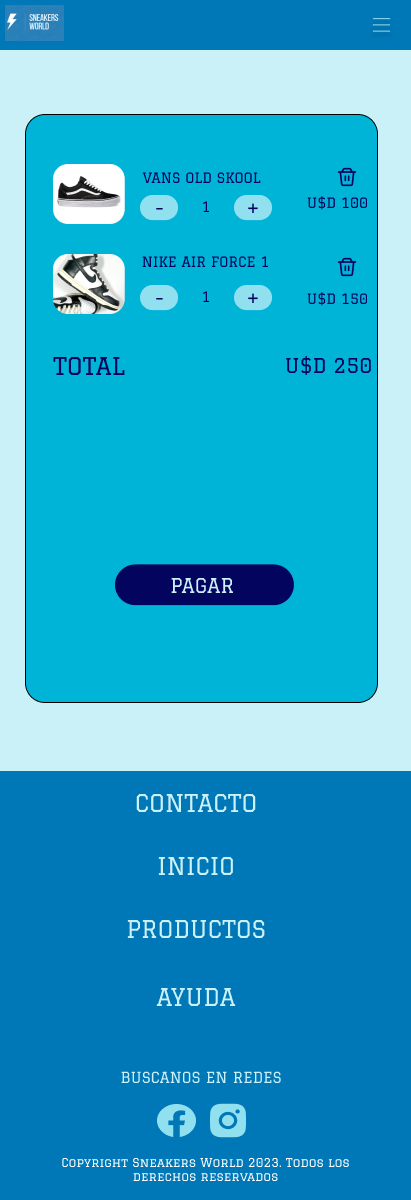 SNEAKERS
WORLD
VANS OLD SKOOL
- 1 +
U$D 100
NIKE AIR FORCE 1
- 1 +
U$D 150
TOTAL U$D 250
PAGAR
CONTACTO
INICIO
PRODUCTOS
AYUDA
BUSCANOS EN REDES
Copyright Sneakers World 2023. Todos los
derechos reservados